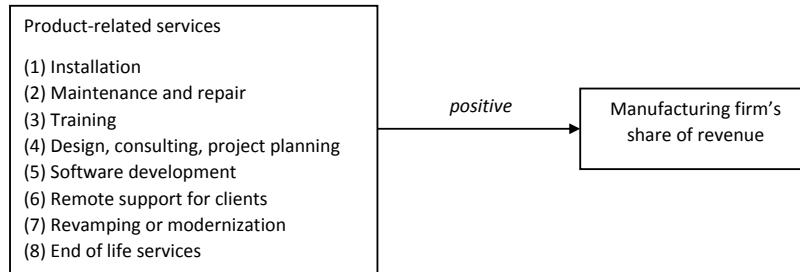 Product-related services
(1) Installation
(2) Maintenance and repair
(3) Training
(4) Design, consulting, project planning
(5) Software development
(6) Remote support for clients
(7) Revamping or modernization
(8) End of life services
positive
Manufacturing firm's
share of revenue